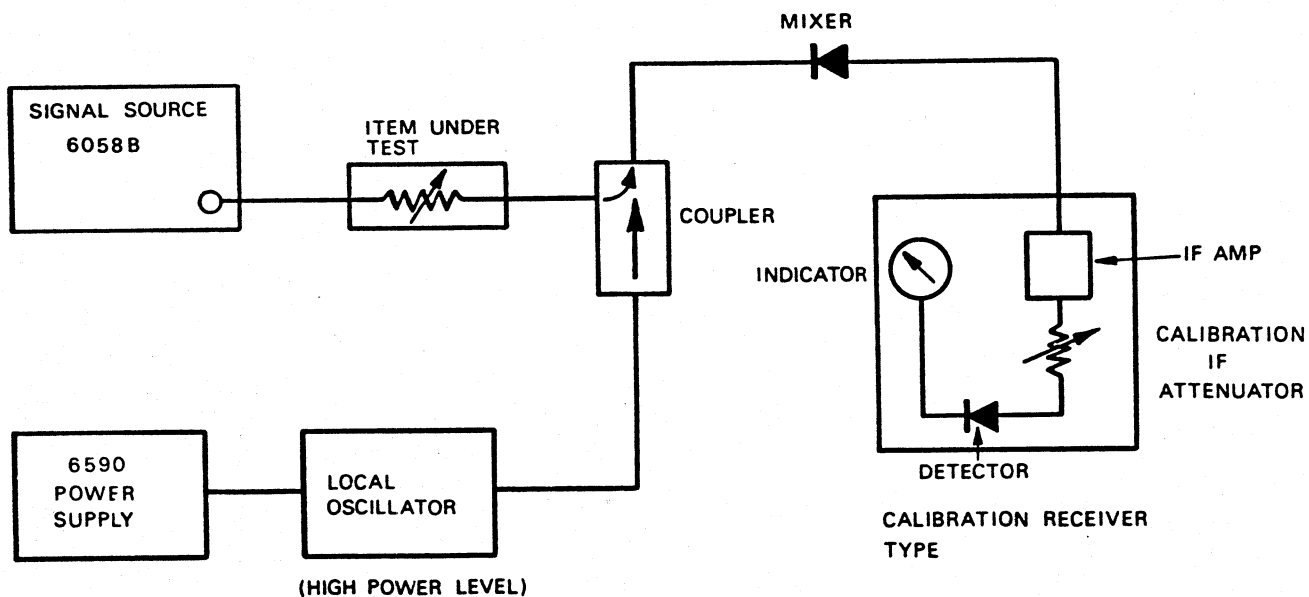 MIXER
SIGNAL SOURCE
6058B
ITEM UNDER
TEST
COUPLER
INDICATOR
IF AMP
CALIBRATION
IF
ATTENUATOR
DETECTOR
CALIBRATION RECEIVER
TYPE
6590
POWER
SUPPLY
LOCAL
OSCILLATOR
(HIGH POWER LEVEL)